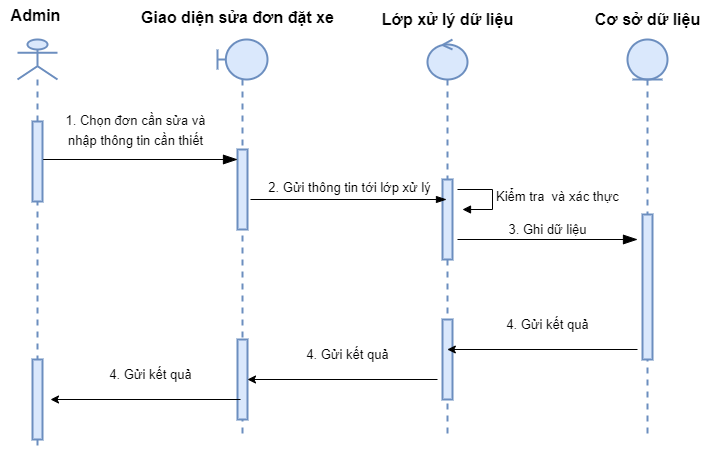 Admin
Giao diện sửa đơn đặt xe
Lớp xử lý dữ liệu
Cơ sở dữ liệu
1. Chọn đơn cần sửa và
nhập thông tin cần thiết
2. Gửi thông tin tới lớp xử lý
Kiểm tra và xác thực
3. Ghi dữ liệu
4. Gửi kết quả
4. Gửi kết quả
4. Gửi kết quả